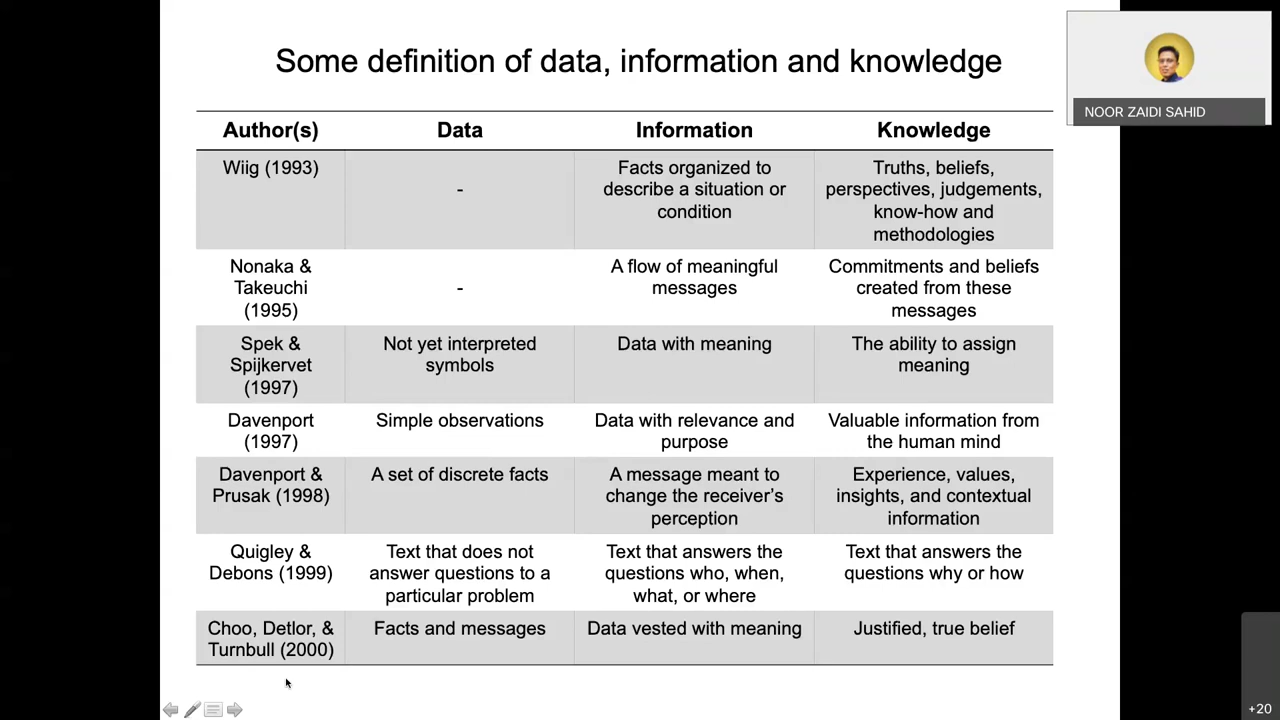 Some definition of data, information and knowledge
NOOR ZAIDI SAHID
Author(s) Data Information Knowledge
Wiig (1993)
-
Facts organized to
describe a situation or
condition
Truths, beliefs,
perspectives, judgements,
know-how and
methodologies
Nonaka &
Takeuchi
(1995)
-
A flow of meaningful
messages
Commitments and beliefs
created from these
messages
Spek &
Spijkervet
(1997)
Not yet interpreted
symbols
Data with meaning
The ability to assign
meaning
Davenport
(1997)
Simple observations
Data with relevance and
purpose
Valuable information from
the human mind
Davenport &
Prusak (1998)
A set of discrete facts
A message meant to
change the receiver’s
perception
Experience, values,
insights, and contextual
information
Quigley &
Debons (1999)
Text that does not
answer questions to a
particular problem
Text that answers the
questions who, when,
what, or where
Text that answers the
questions why or how
Choo, Detlor, &
Turnbull (2000)
Facts and messages
Data vested with meaning
Justified, true belief
+20